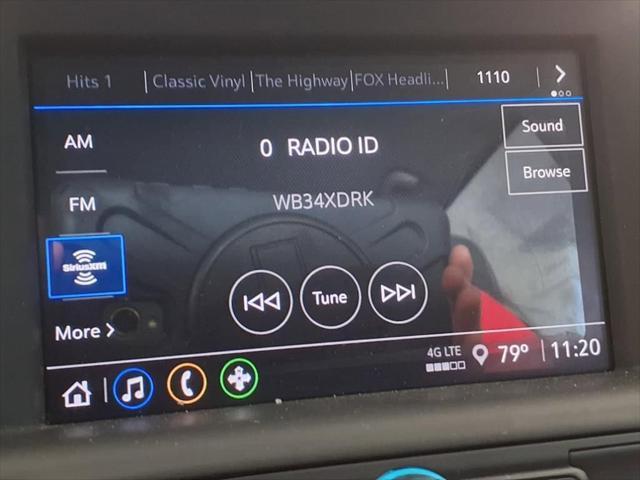 Hits 1 Classic Vinyl The Highway FOX Headli... 1110
AM
0 RADIO ID
Sound
FM
WB34XDRK
Browse
SiriusXM
Tune
More
4G LTE
79° 11:20